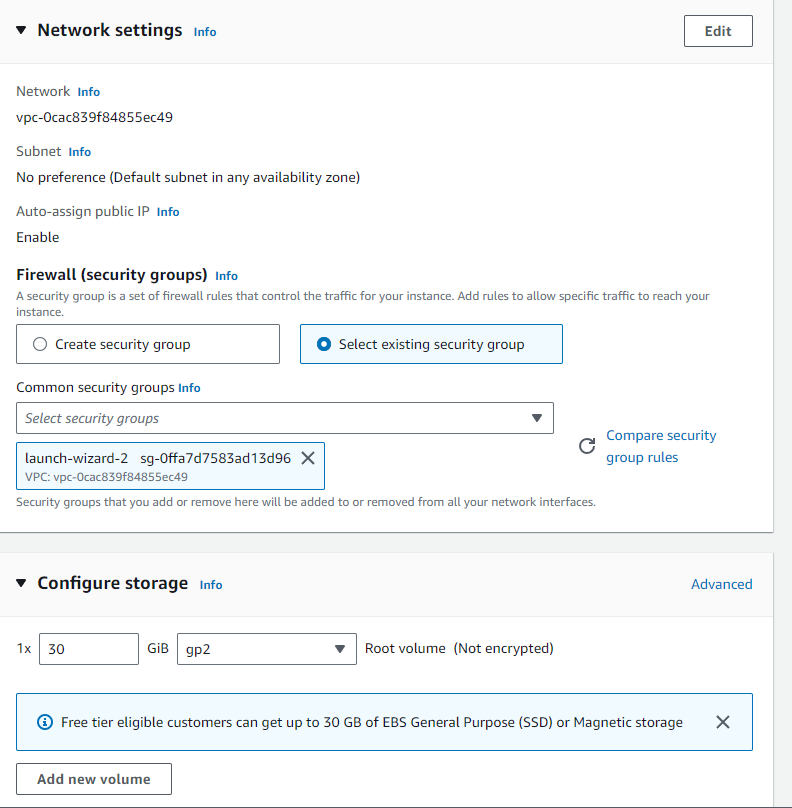 Network settings Info
Edit
Network Info
vpc-0cac839f84855ec49
Subnet Info
No preference (Default subnet in any availability zone)
Auto-assign public IP Info
Enable
Firewall (security groups) Info
A security group is a set of firewall rules that control the traffic for your instance. Add rules to allow specific traffic to reach your
instance.
Create security group
Select existing security group
Common security groups Info
Select security groups
Compare security
group rules
launch-wizard-2 sg-0ffa7d7583ad13d96
VPC: vpc-0cac839f84855ec49
Security groups that you add or remove here will be added to or removed from all your network interfaces.
Configure storage Info
Advanced
1x 30 GiB gp2 Root volume (Not encrypted)
Free tier eligible customers can get up to 30 GB of EBS General Purpose (SSD) or Magnetic storage
Add new volume